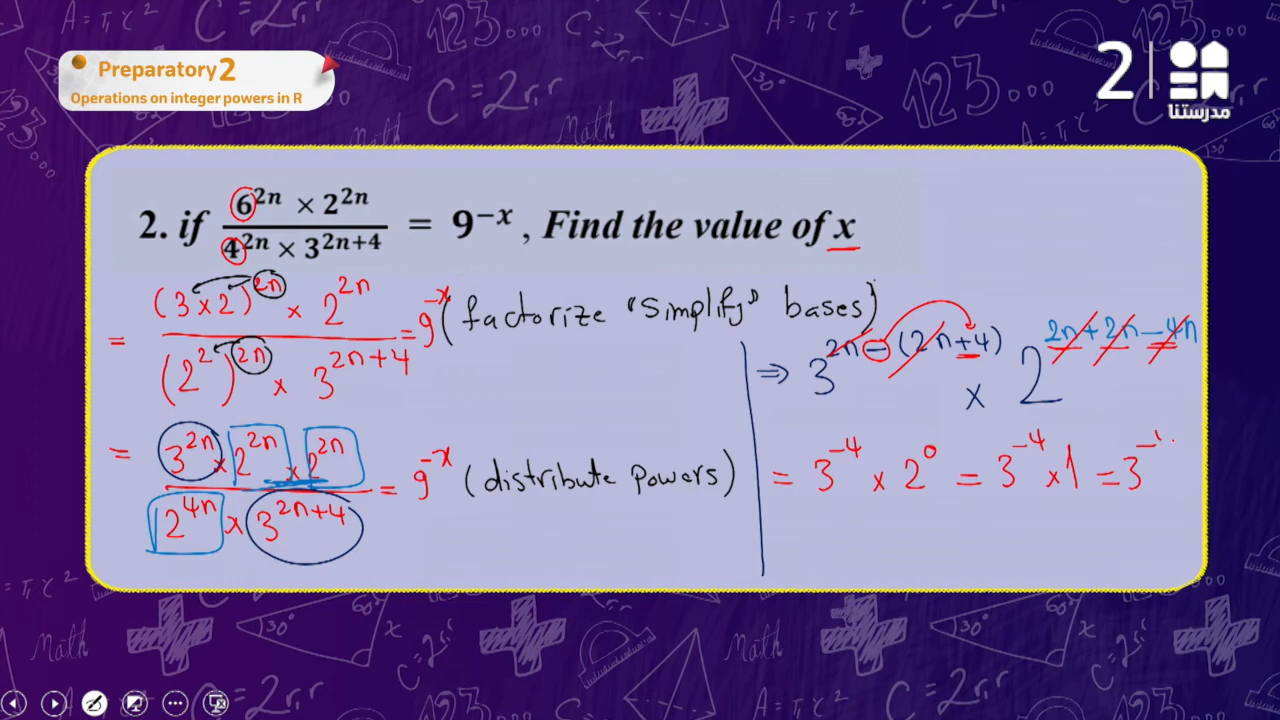 Preparatory 2
Operations on integer powers in R
2
مدرستنا
2. if 6^{2n} × 2^{2n} / 4^{2n} × 3^{2n+4} = 9^{-x} , Find the value of x
= (3×2)^{2n} × 2^{2n} / (2^2)^{2n} × 3^{2n+4} = 9^{-x} (factorize "simplify" bases)
= 3^{2n} × 2^{2n} × 2^{2n} / 2^{4n} × 3^{2n+4} = 9^{-x} (distribute powers)
⇒ 3^{2n-(2n+4)} × 2^{2n+2n-4n}
= 3^{-4} × 2^0 = 3^{-4} × 1 = 3^{-}